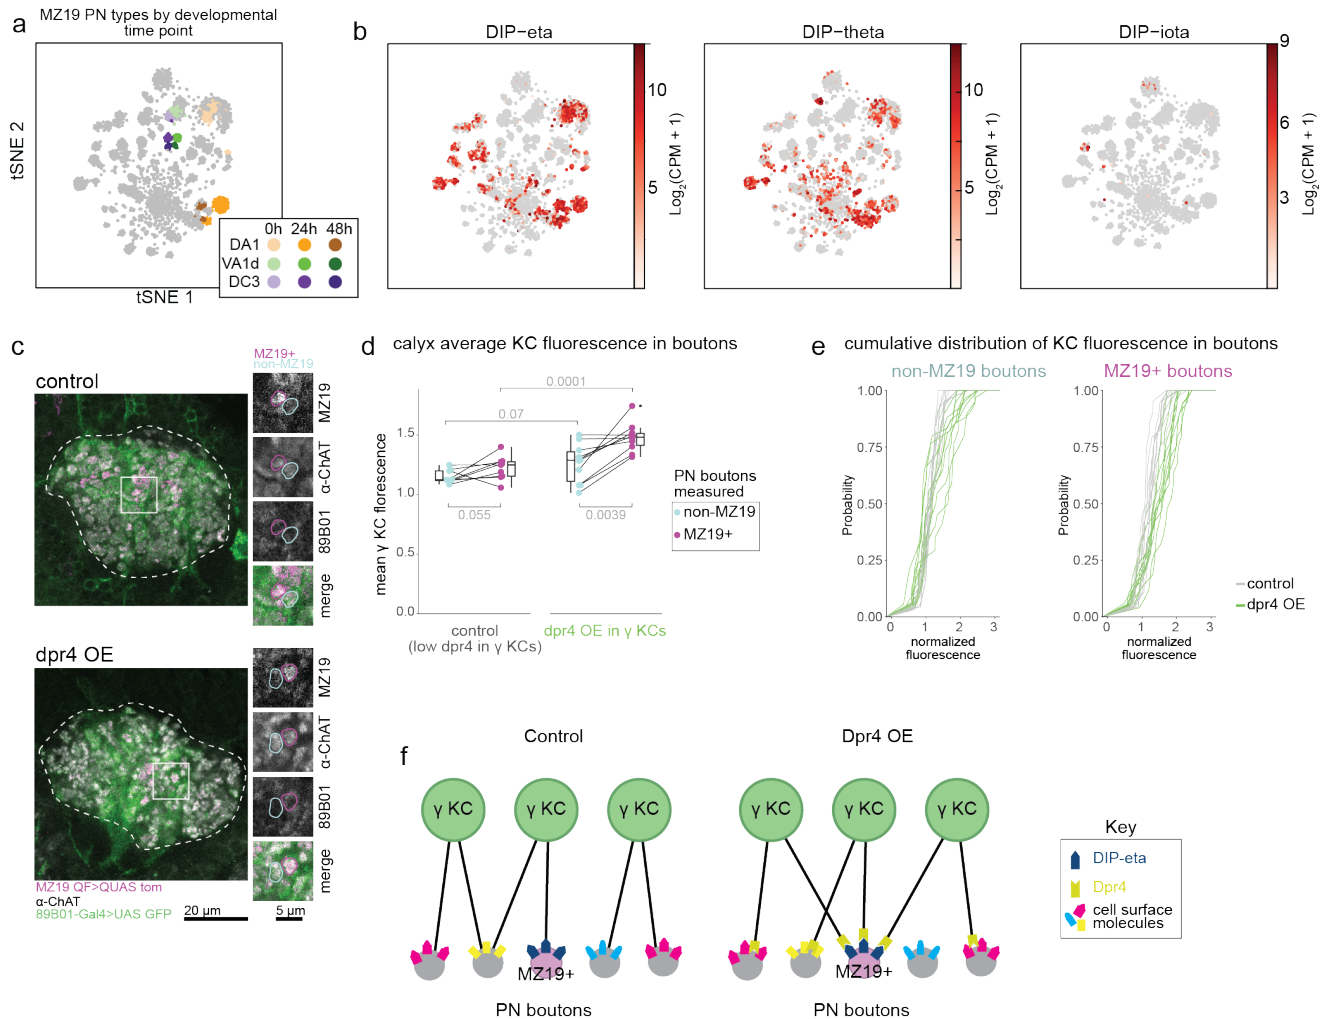 a
MZ19 PN types by developmental
time point
tSNE 2
tSNE 1
0h 24h 48h
DA1
VA1d
DC3
b
DIP−eta
10
5
Log2(CPM + 1)
DIP−theta
10
5
Log2(CPM + 1)
DIP−iota
9
6
3
Log2(CPM + 1)
c
control
MZ19+
non-MZ19
MZ19
α-ChAT
89B01
merge
dpr4 OE
MZ19
α-ChAT
89B01
merge
MZ19 QF>QUAS tom
α-ChAT
89B01-Gal4>UAS GFP
20 µm
5 µm
d
calyx average KC fluorescence in boutons
mean γ KC florescence
1.5
1.0
0.5
0.0
0.0001
0.07
0.055
0.0039
control
(low dpr4 in γ KCs)
dpr4 OE in γ KCs
PN boutons
measured
non-MZ19
MZ19+
e
cumulative distribution of KC fluorescence in boutons
non-MZ19 boutons
Probability
1.00
0.75
0.50
0.25
0.00
0 1 2 3
normalized
fluorescence
MZ19+ boutons
Probability
1.00
0.75
0.50
0.25
0.00
0 1 2 3
normalized
fluorescence
control
dpr4 OE
f
Control
γ KC γ KC γ KC
MZ19+
PN boutons
Dpr4 OE
γ KC γ KC γ KC
MZ19+
PN boutons
Key
DIP-eta
Dpr4
cell surface
molecules